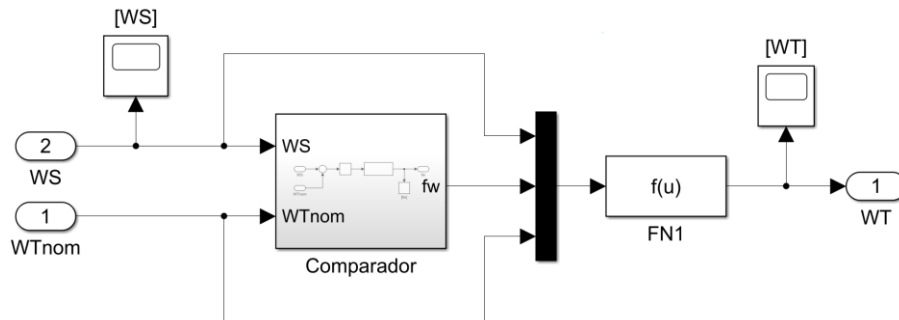 [WS]
[WT]
2
WS
WS
fw
f(u)
1
WT
1
WTnom
WTnom
FN1
Comparador